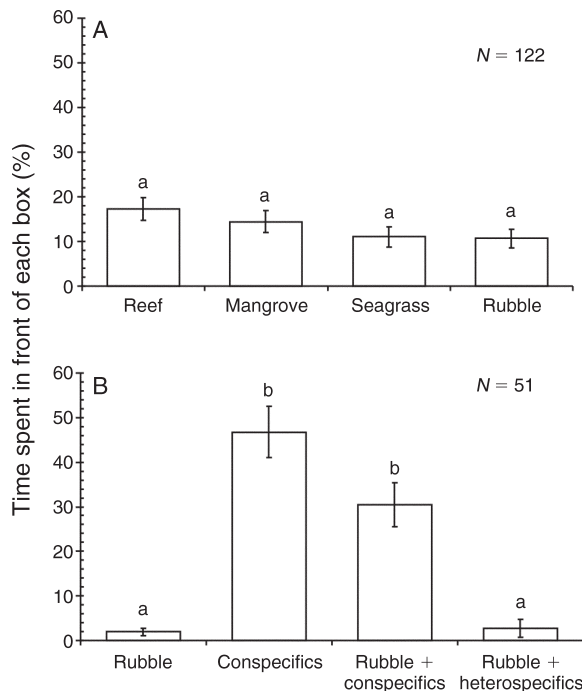 Time spent in front of each box (%)
A
N = 122
60
50
40
30
20
10
0
a
a
a
a
Reef
Mangrove
Seagrass
Rubble
B
N = 51
60
50
40
30
20
10
0
a
b
b
a
Rubble
Conspecifics
Rubble +
conspecifics
Rubble +
heterospecifics